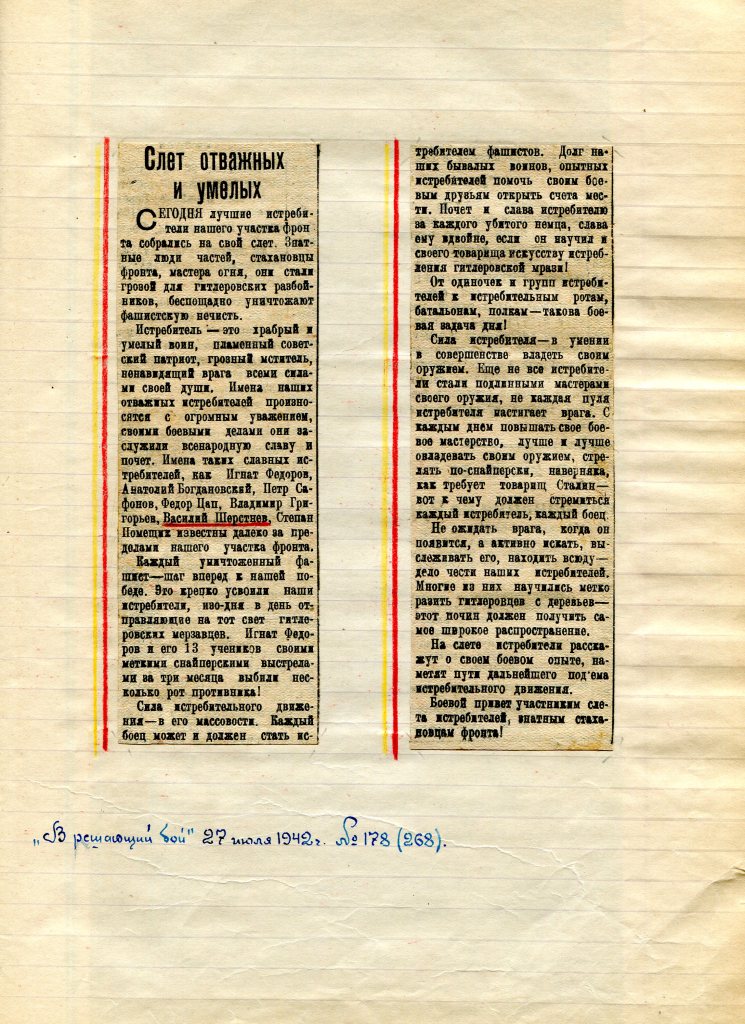 Слет отважных
и умелых
СЕГОДНЯ лучшие истреби-
тели нашего участка фрон
та собрались на свой слет. Знат-
ные люди частей, стахановцы
фронта, мастера огня, они стали
грозой для гитлеровских разбой-
ников, беспощадно уничтожают
фашистскую нечисть.
Истребитель — это храбрый и
умелый воин, пламенный совет-
ский патриот, грозный мститель,
ненавидящий врага всеми сила-
ми своей души. Имена наших
отважных истребителей произно-
сятся с огромным уважением,
своими боевыми делами они за-
служили всенародную славу и
почет. Имена таких славных ис-
требителей, как Игнат Федоров,
Анатолий Богдановский, Петр Са-
фонов, Федор Цап, Владимир Гри-
горьев, Василий Шерстнев, Степан
Помещик известны далеко за пре-
делами нашего участка фронта.
Каждый уничтоженный фа-
шист—шаг вперед к нашей по-
беде. Это крепко усвоили наши
истребители, изо-дня в день от-
правляющие на тот свет гитле-
ровских мерзавцев. Игнат Федо-
ров и его 13 учеников своими
меткими снайперскими выстрела-
ми за три месяца выбили нес-
колько рот противника!
Сила истребительного движе-
ния—в его массовости. Каждый
боец может и должен стать ис-
требителем фашистов. Долг на-
ших бывалых воинов, опытных
истребителей помочь своим бое-
вым друзьям открыть счета мес-
ти. Почет и слава истребителю
за каждого убитого немца, слава
ему вдвойне, если он научил и
своего товарища искусству истреб-
ления гитлеровской мрази!
От одиночек и групп истреби-
телей к истребительным ротам,
батальонам, полкам—такова бое-
вая задача дня!
Сила истребителя—в умении
в совершенстве владеть своим
оружием. Еще не все истребите-
ли стали подлинными мастерами
своего оружия, не каждая пуля
истребителя настигает врага. С
каждым днем повышать свое бое-
вое мастерство, лучше и лучше
овладевать своим оружием, стре-
лять по-снайперски, наверняка,
как требует товарищ Сталин—
вот к чему должен стремиться
каждый истребитель, каждый боец.
Не ожидать врага, когда он
появится, а активно искать, вы-
слеживать его, находить всюду—
дело чести наших истребителей.
Многие из них научились метко
разить гитлеровцев с деревьев—
этот почин должен получить са-
мое широкое распространение.
На слете истребители расска-
жут о своем боевом опыте, на-
метят пути дальнейшего под'ема
истребительного движения.
Боевой привет участникам сле-
та истребителей, знатным стаха-
новцам фронта!
„В решающий бой" 27 июля 1942 г. № 178 (268).